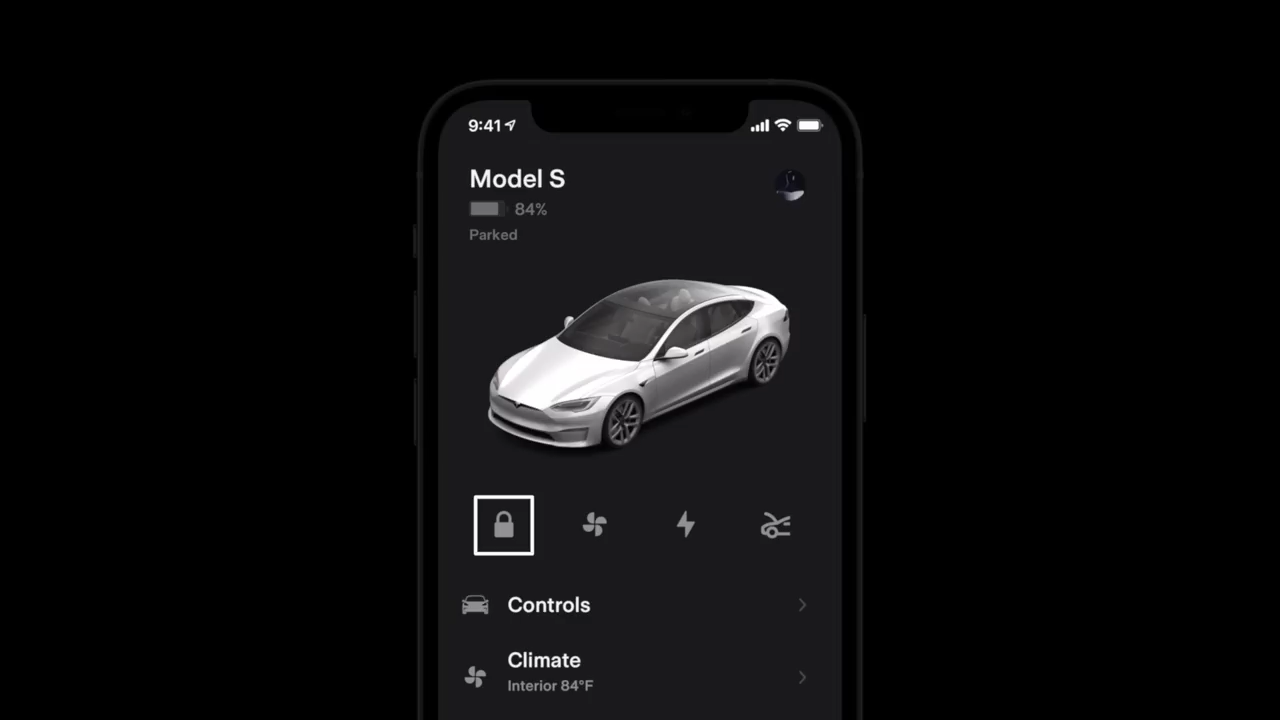 9:41
Model S
84%
Parked
Controls
Climate
Interior 84°F